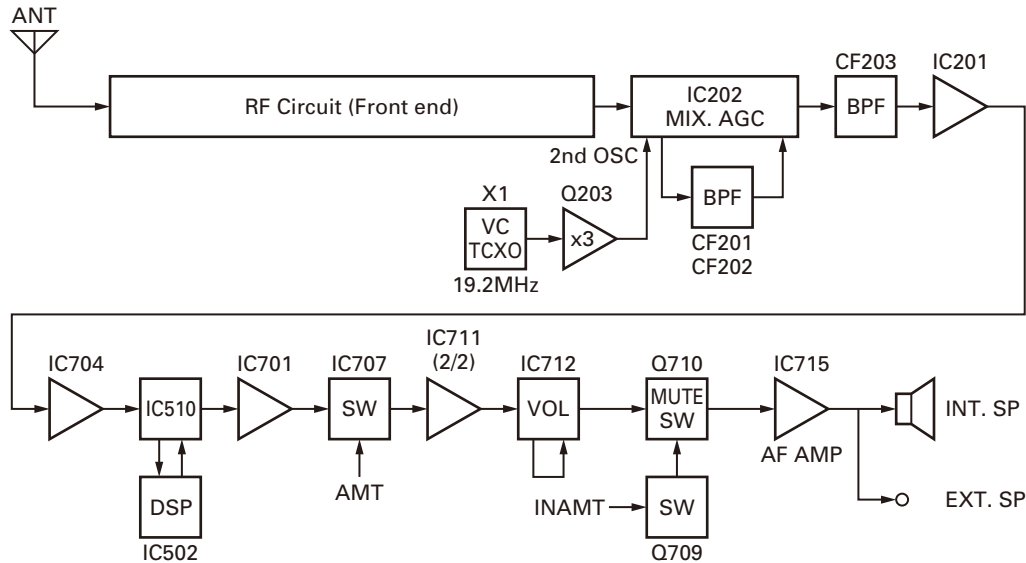 ANT
RF Circuit (Front end)
IC202
MIX. AGC
CF203
BPF
IC201
2nd OSC
BPF
CF201
CF202
X1
VC
TCXO
19.2MHz
Q203
x3
IC704
IC510
DSP
IC502
IC701
IC707
SW
AMT
IC711
(2/2)
IC712
VOL
Q710
MUTE
SW
INAMT
SW
Q709
IC715
AF AMP
INT. SP
EXT. SP